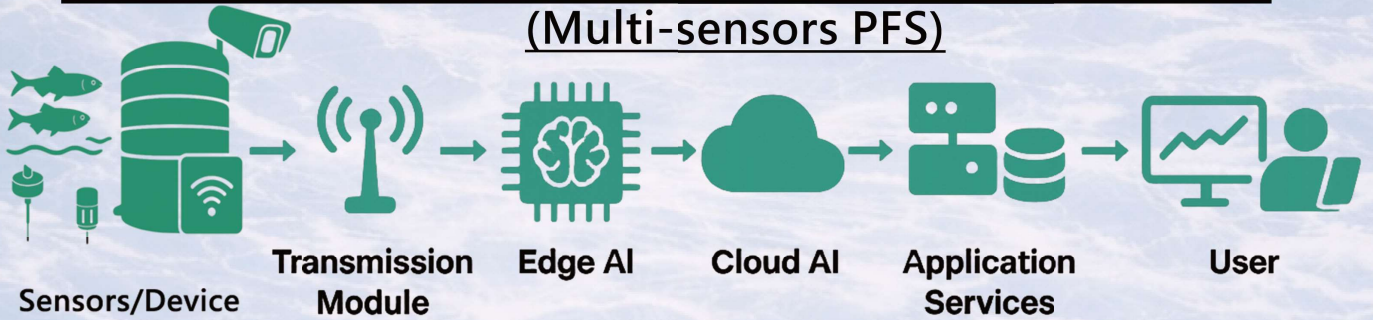 (Multi-sensors PFS)
Sensors/Device
Transmission
Module
Edge AI
Cloud AI
Application
Services
User